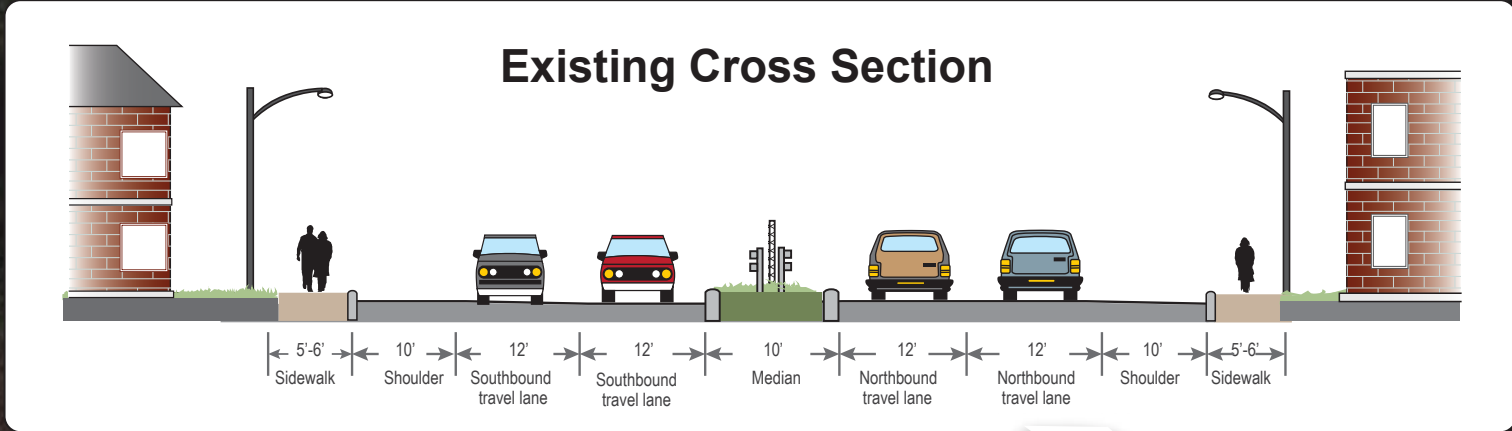 Existing Cross Section
5'-6' 10' 12' 12' 10' 12' 12' 10' 5'-6'
Sidewalk Shoulder Southbound travel lane Southbound travel lane Median Northbound travel lane Northbound travel lane Shoulder Sidewalk